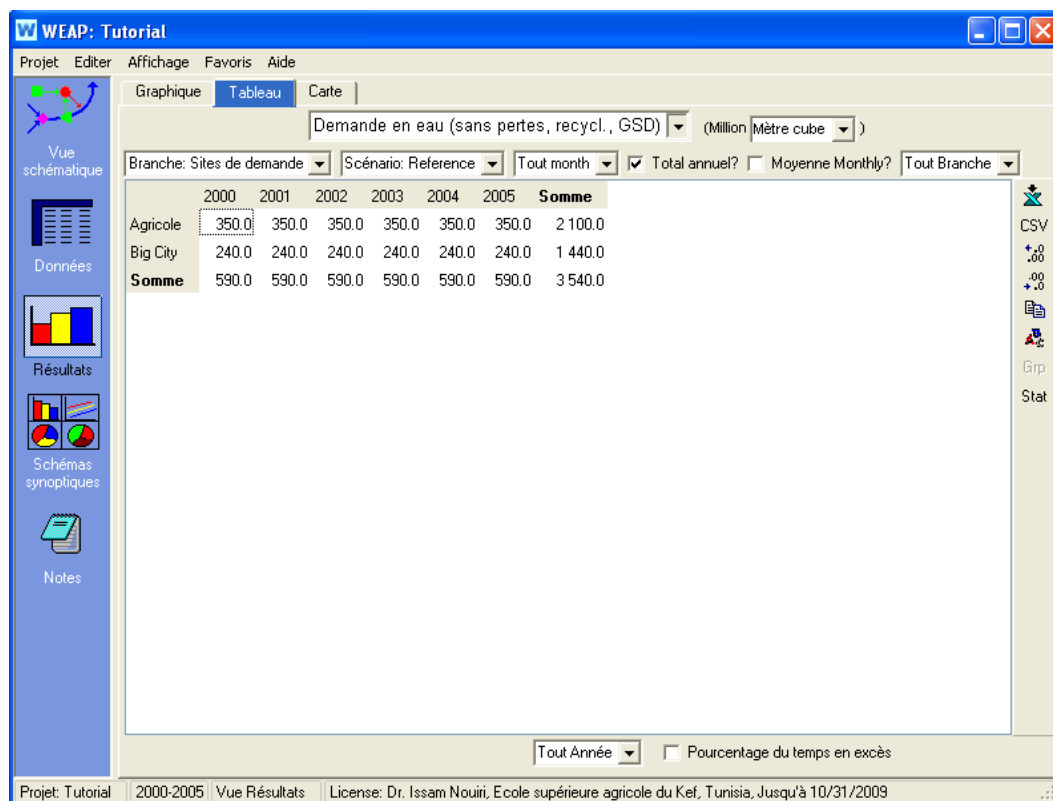 WEAP: Tutorial
Projet Editer Affichage Favoris Aide
Graphique Tableau Carte
Demande en eau (sans pertes, recycl., GSD) (Million Mètre cube )
Branche: Sites de demande Scénario: Reference Tout month Total annuel? Moyenne Monthly? Tout Branche
2000 2001 2002 2003 2004 2005 Somme
Agricole 350.0 350.0 350.0 350.0 350.0 350.0 2 100.0
Big City 240.0 240.0 240.0 240.0 240.0 240.0 1 440.0
Somme 590.0 590.0 590.0 590.0 590.0 590.0 3 540.0
Vue
schématique
Données
Résultats
Schémas
synoptiques
Notes
CSV
.0
.00
.00
.0
Grp
Stat
Tout Année Pourcentage du temps en excès
Projet: Tutorial 2000-2005 Vue Résultats License: Dr. Issam Nouiri, Ecole supérieure agricole du Kef, Tunisia, Jusqu'à 10/31/2009